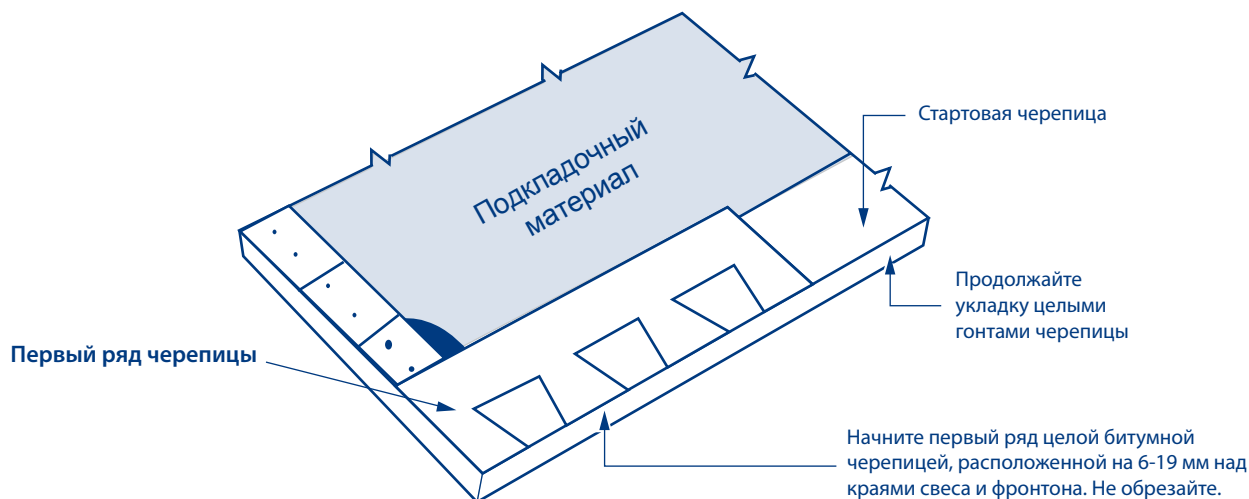 Подкладочный
материал
Стартовая черепица
Продолжайте
укладку целыми
гонтами черепицы
Первый ряд черепицы
Начните первый ряд целой битумной
черепицей, расположенной на 6-19 мм над
краями свеса и фронтона. Не обрезайте.